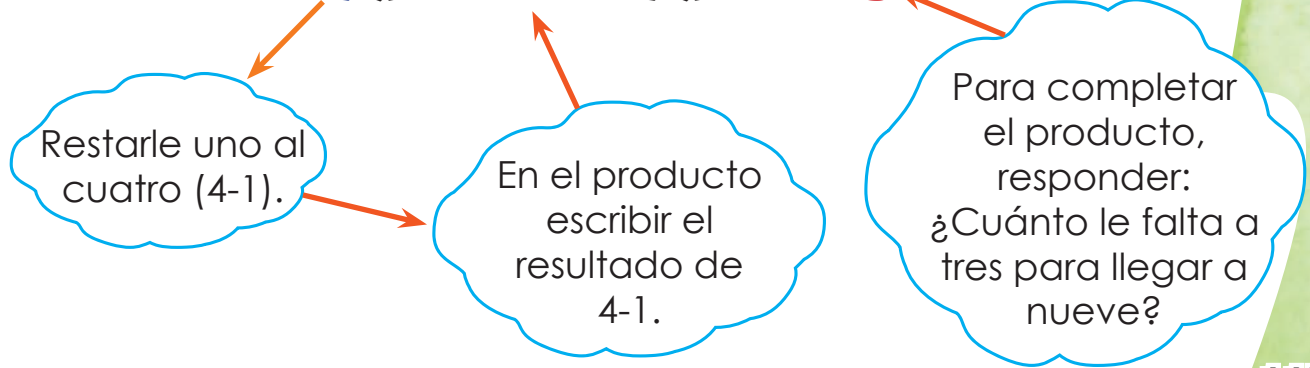 Restarle uno al
cuatro (4-1).
En el producto
escribir el
resultado de
4-1.
Para completar
el producto,
responder:
¿Cuánto le falta a
tres para llegar a
nueve?